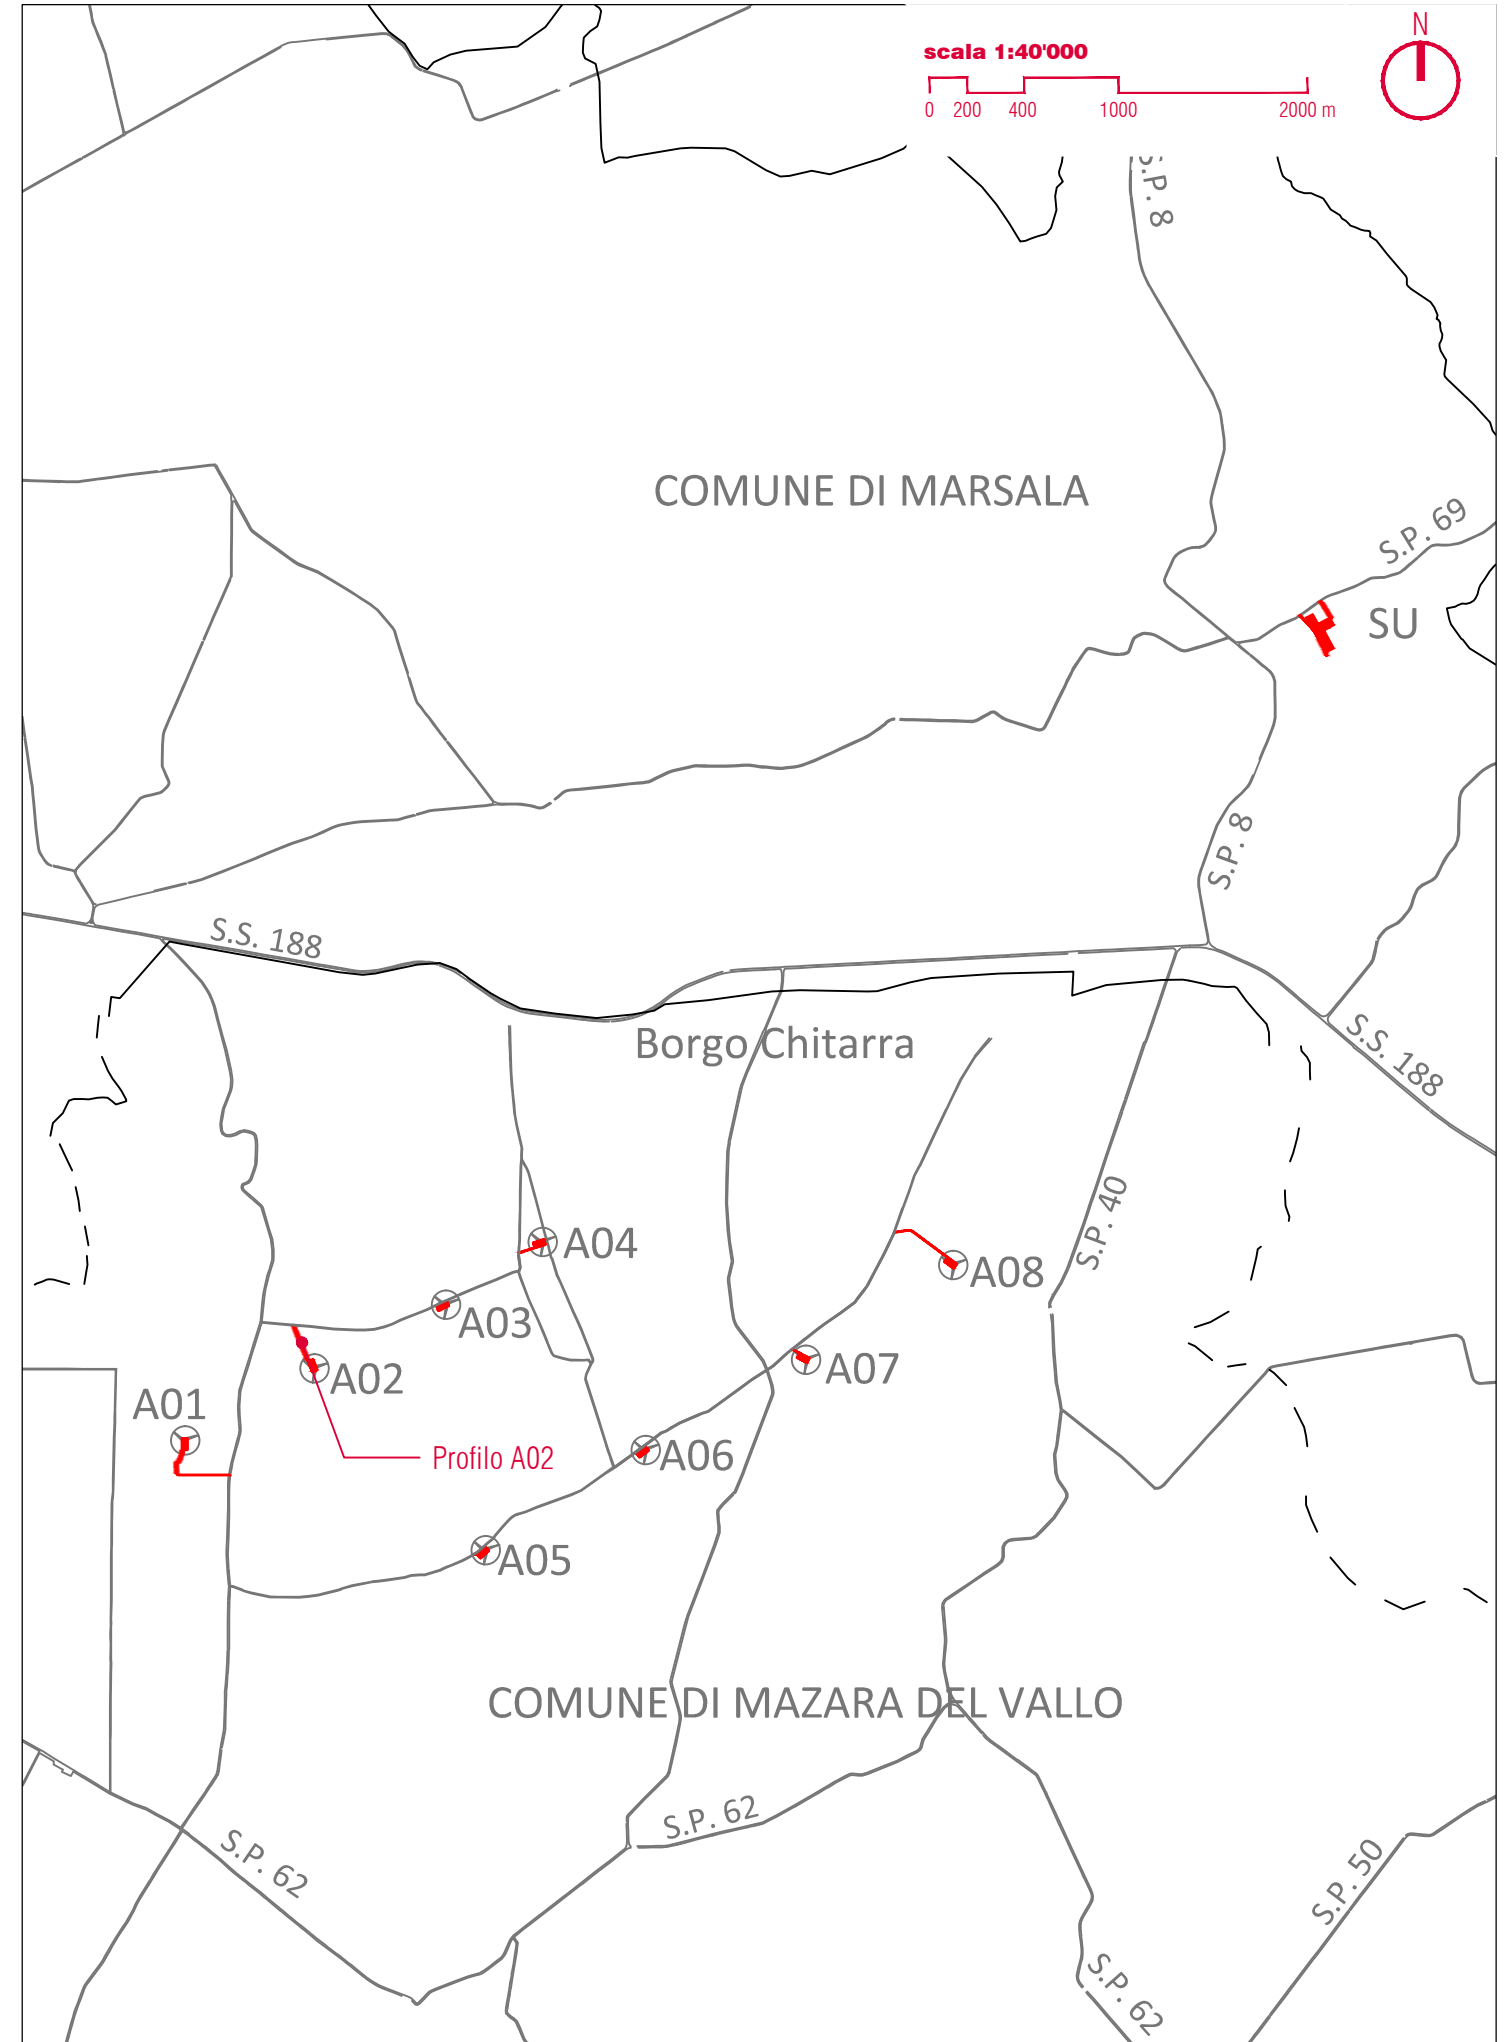 N
scala 1:40'000
0 200 400 1000 2000 m
S.P. 8
COMUNE DI MARSALA
S.P. 69
SU
S.P. 8
S.S. 188
Borgo Chitarra
S.S. 188
S.P. 40
A04
A08
A03
A07
A02
A01
Profilo A02
A06
A05
COMUNE DI MAZARA DEL VALLO
S.P. 62
S.P. 62
S.P. 50
S.P. 62